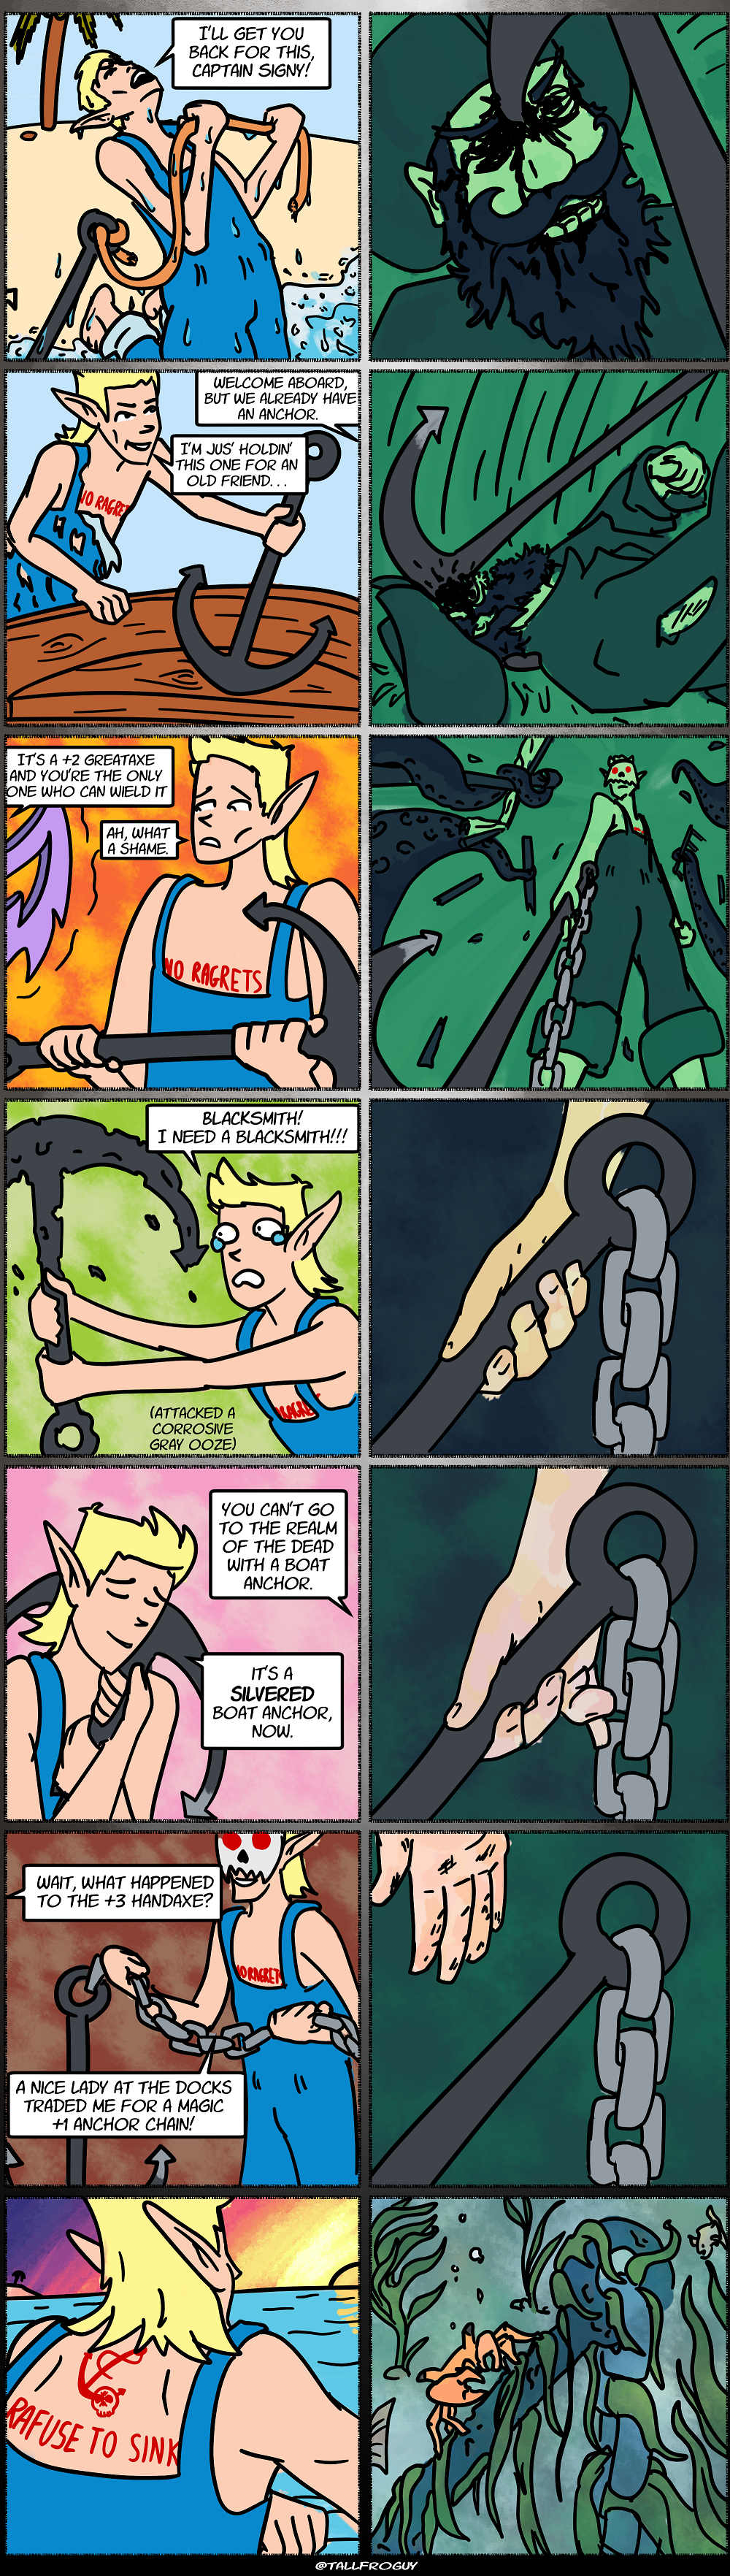 I'LL GET YOU
BACK FOR THIS,
CAPTAIN SIGNY!
WELCOME ABOARD,
BUT WE ALREADY HAVE
AN ANCHOR.
I'M JUS' HOLDIN'
THIS ONE FOR AN
OLD FRIEND...
NO RAGRET
IT'S A +2 GREATAXE
AND YOU'RE THE ONLY
ONE WHO CAN WIELD IT
AH, WHAT
A SHAME.
NO RAGRETS
BLACKSMITH!
I NEED A BLACKSMITH!!!
(ATTACKED A
CORROSIVE
GRAY OOZE)
RAGRE
YOU CAN'T GO
TO THE REALM
OF THE DEAD
WITH A BOAT
ANCHOR.
IT'S A
SILVERED
BOAT ANCHOR,
NOW.
WAIT, WHAT HAPPENED
TO THE +3 HANDAXE?
NO RAGRET
A NICE LADY AT THE DOCKS
TRADED ME FOR A MAGIC
+1 ANCHOR CHAIN!
RAFUSE TO SINK
@TALLFROGUY